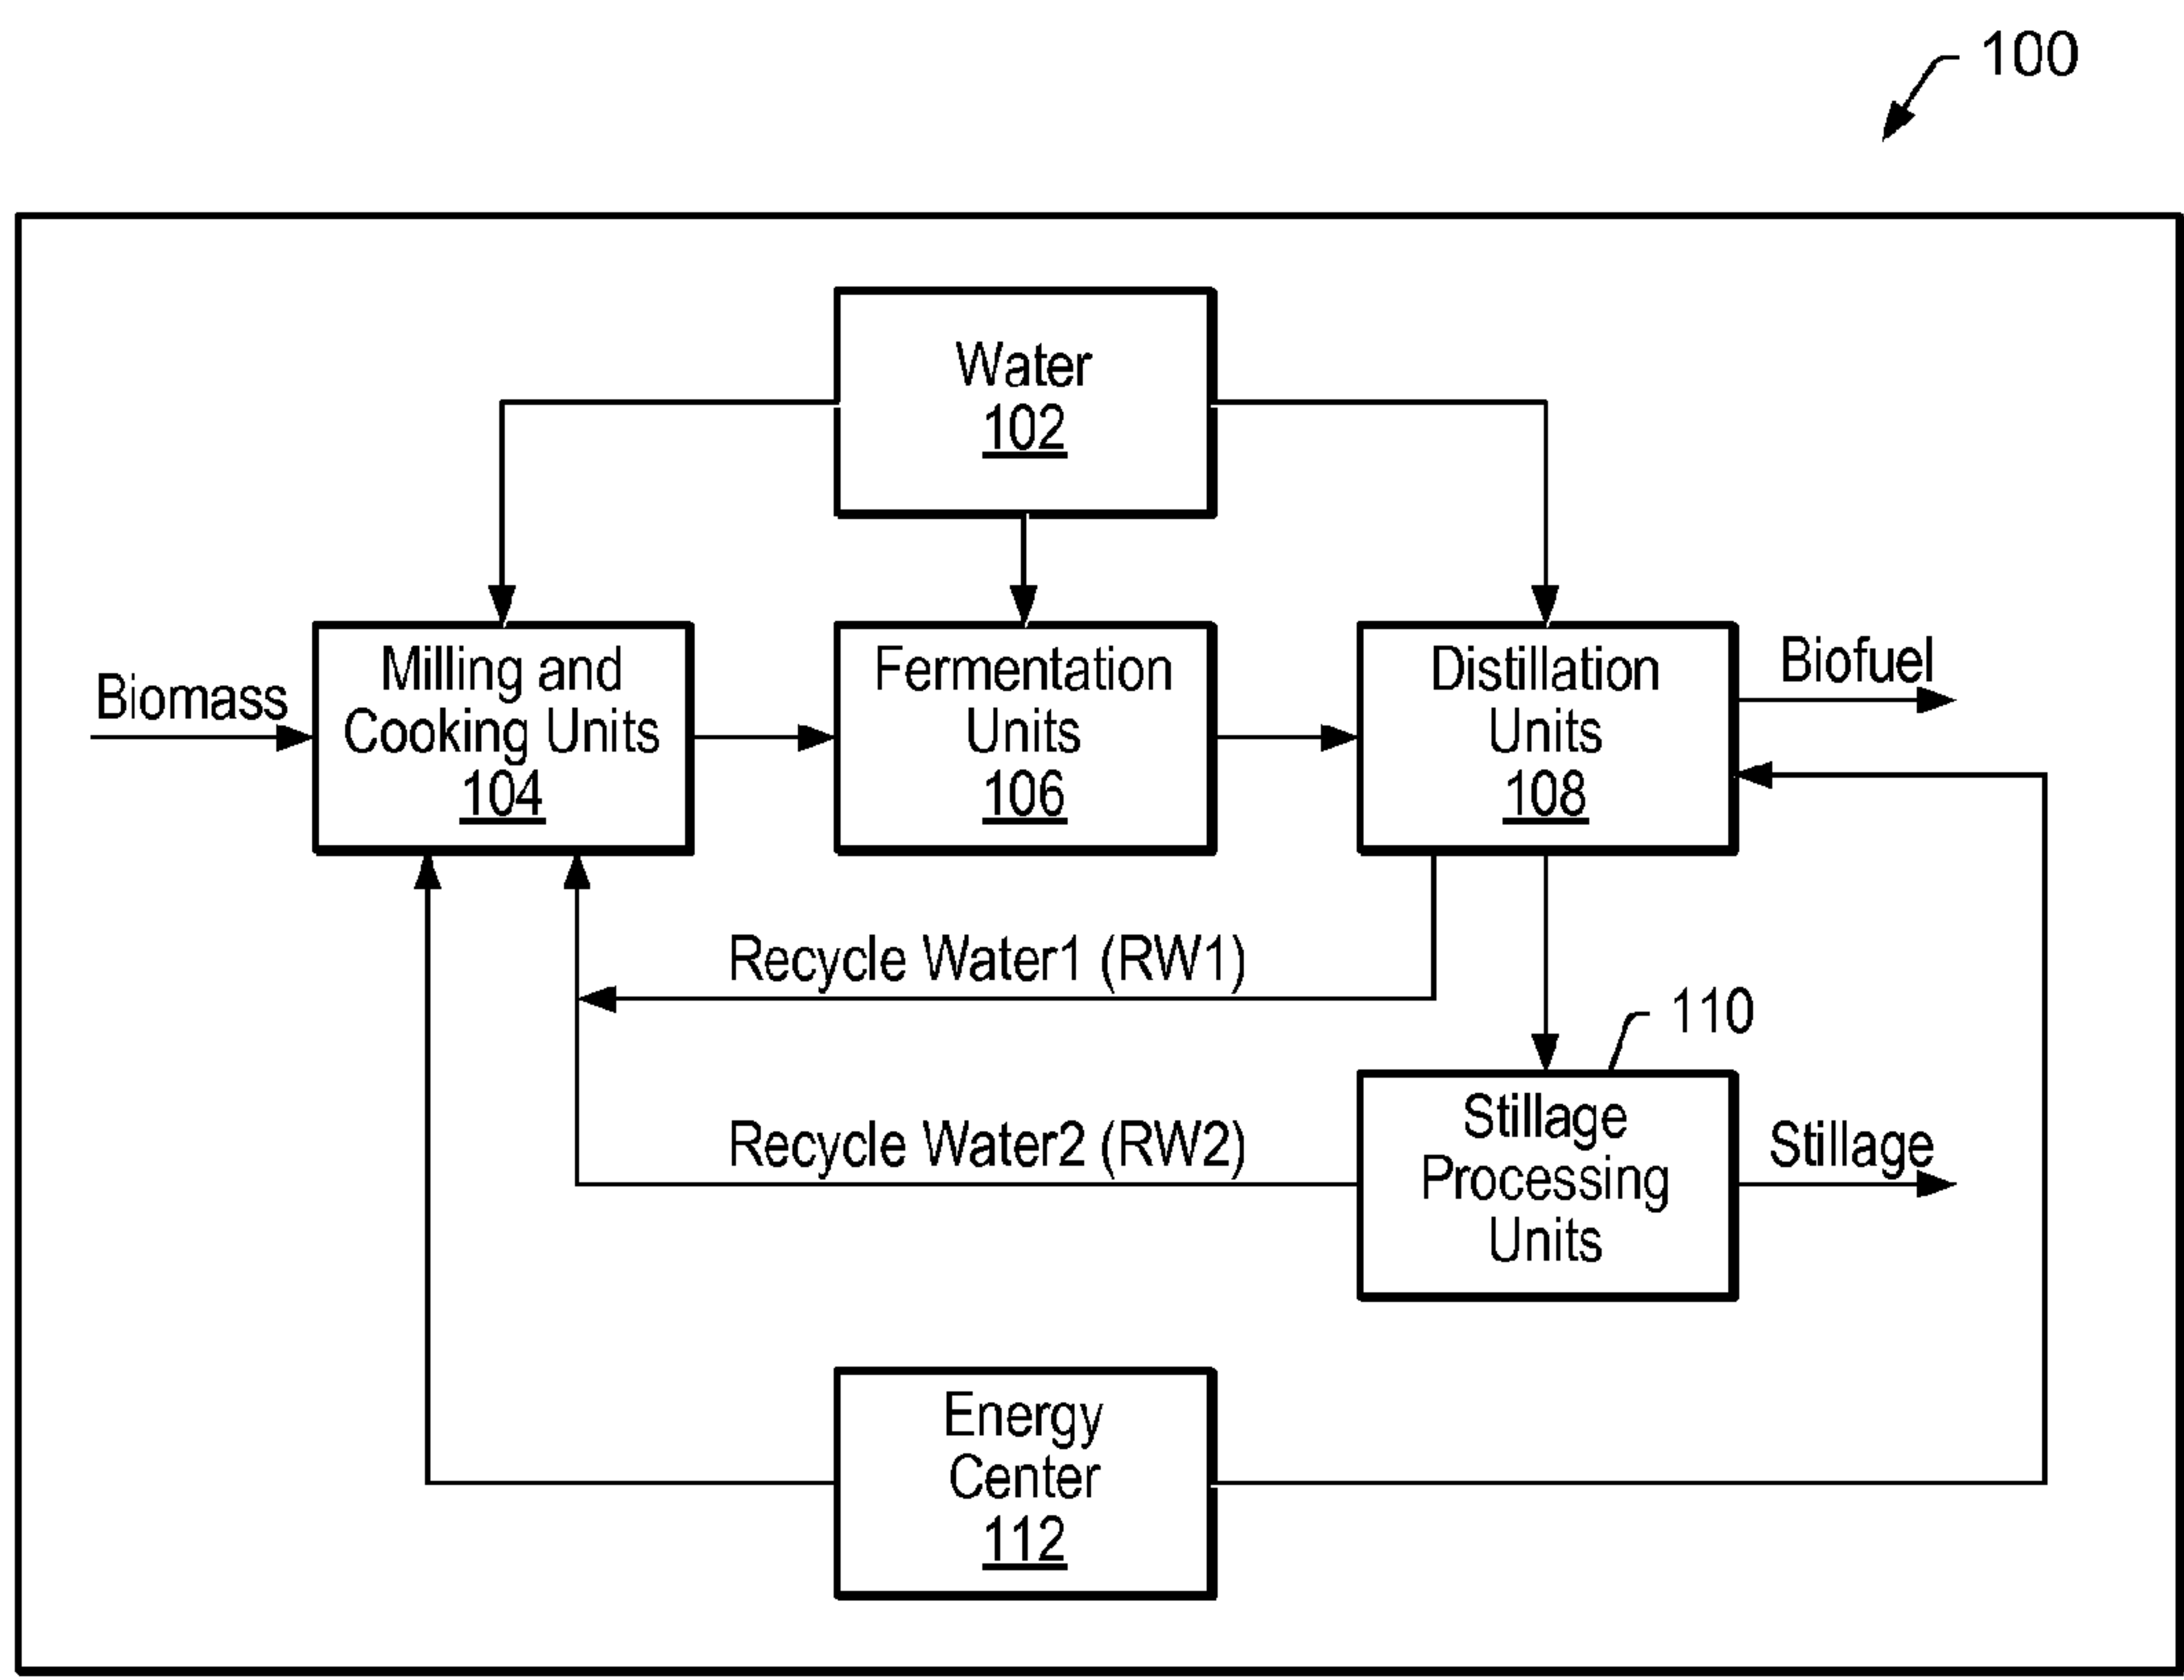 100
Water
102
Biomass
Milling and
Cooking Units
104
Fermentation
Units
106
Distillation
Units
108
Biofuel
Recycle Water1 (RW1)
110
Recycle Water2 (RW2)
Stillage
Processing
Units
Stillage
Energy
Center
112